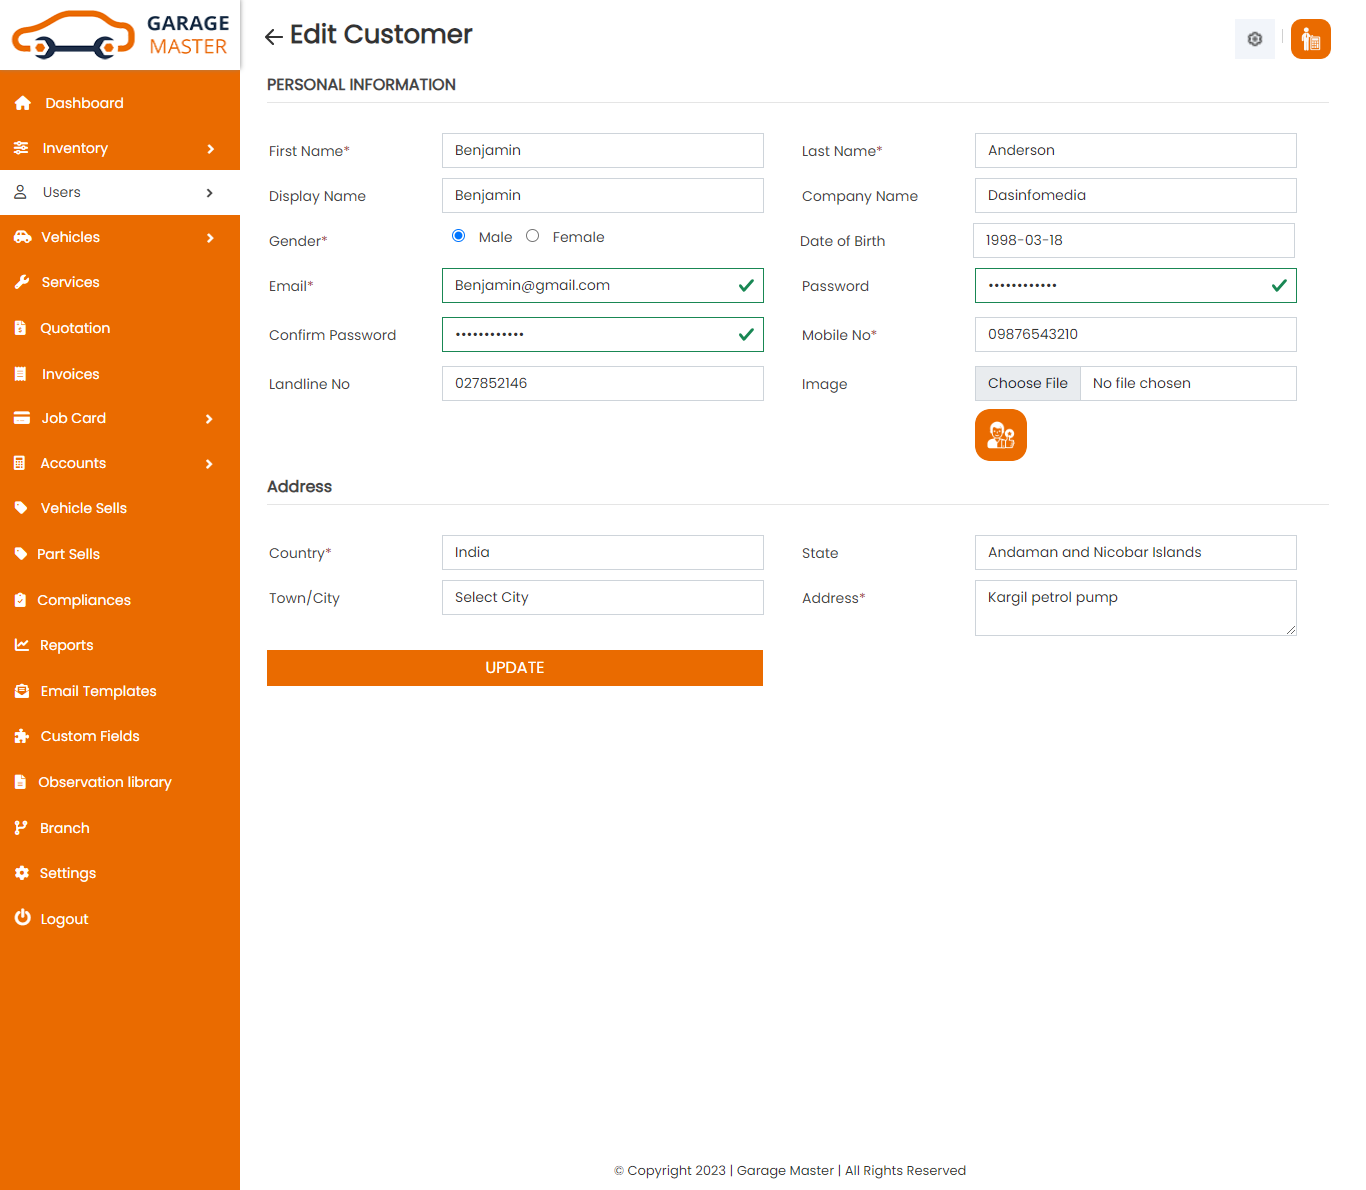 GARAGE
MASTER
Dashboard
Inventory
Users
Vehicles
Services
Quotation
Invoices
Job Card
Accounts
Vehicle Sells
Part Sells
Compliances
Reports
Email Templates
Custom Fields
Observation library
Branch
Settings
Logout
Edit Customer
PERSONAL INFORMATION
First Name* Benjamin Last Name* Anderson
Display Name Benjamin Company Name Dasinfomedia
Gender* Male Female Date of Birth 1998-03-18
Email* Benjamin@gmail.com Password ••••••••••••
Confirm Password •••••••••••• Mobile No* 09876543210
Landline No 027852146 Image Choose File No file chosen
Address
Country* India State Andaman and Nicobar Islands
Town/City Select City Address* Kargil petrol pump
UPDATE
© Copyright 2023 | Garage Master | All Rights Reserved